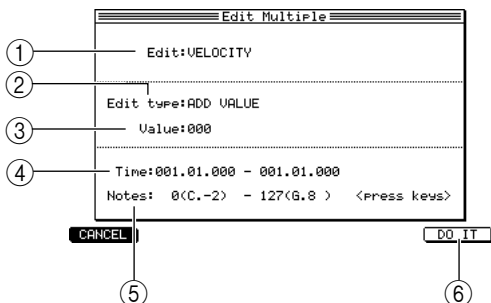 Edit Multiple
① Edit:VELOCITY
②
Edit type:ADD VALUE
③ Value:000
④ Time:001.01.000 - 001.01.000
Notes: 0(C.-2) - 127(G.8 ) <press keys>
CANCEL DO IT
⑤ ⑥